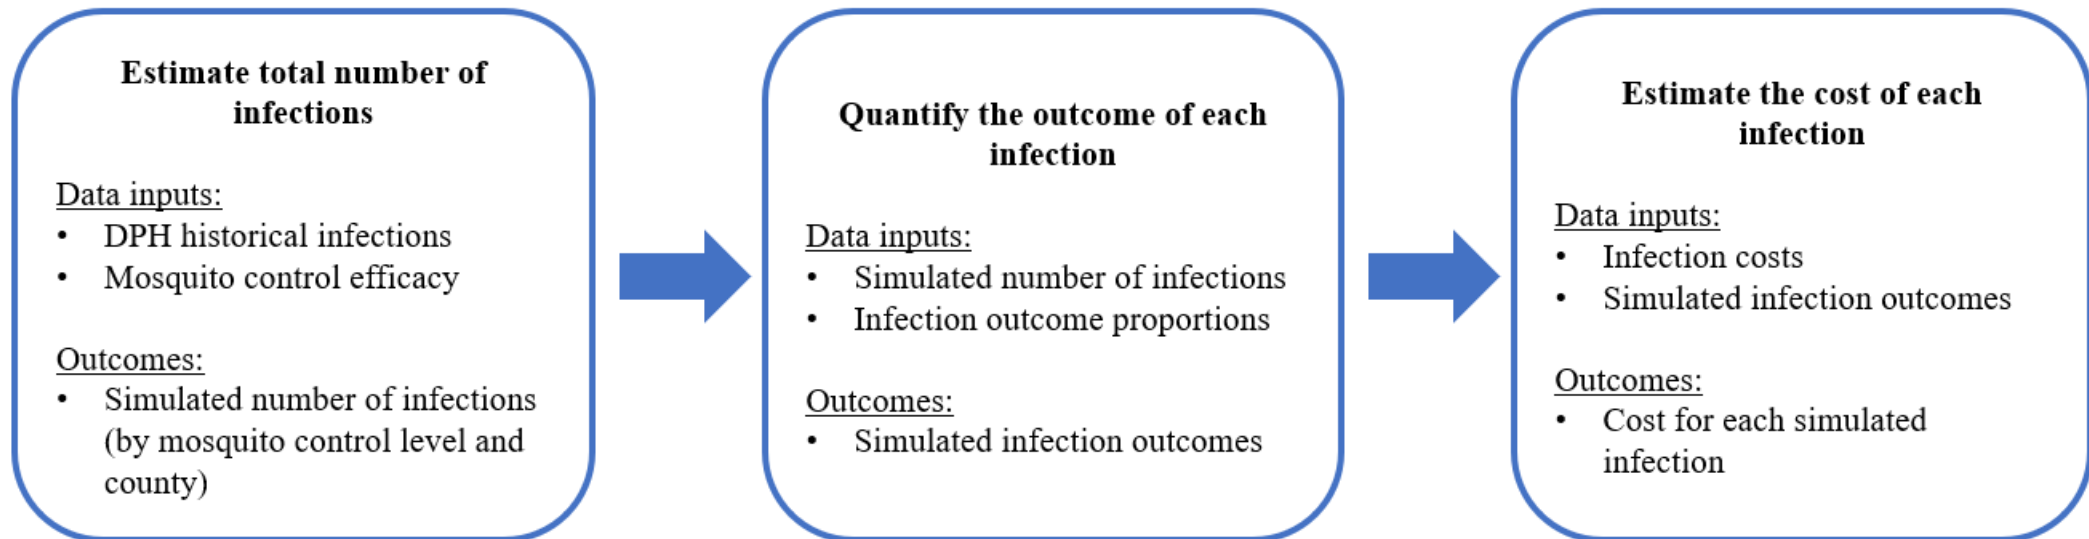 Estimate total number of
infections
Data inputs:
• DPH historical infections
• Mosquito control efficacy
Outcomes:
• Simulated number of infections
(by mosquito control level and
county)
Quantify the outcome of each
infection
Data inputs:
• Simulated number of infections
• Infection outcome proportions
Outcomes:
• Simulated infection outcomes
Estimate the cost of each
infection
Data inputs:
• Infection costs
• Simulated infection outcomes
Outcomes:
• Cost for each simulated
infection